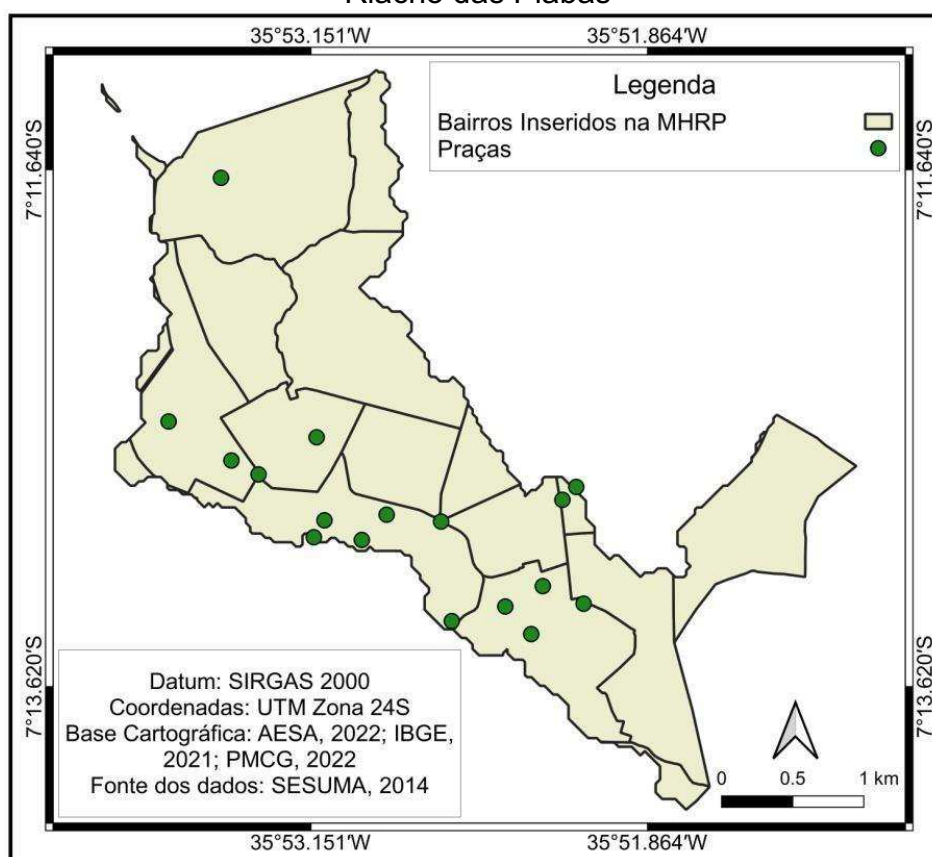 Riacho das Piabas
35°53.151′W 35°51.864′W
Legenda
Bairros Inseridos na MHRP
Praças
7°11.640′S 7°11.640′S
7°13.620′S 7°13.620′S
Datum: SIRGAS 2000
Coordenadas: UTM Zona 24S
Base Cartográfica: AESA, 2022; IBGE,
2021; PMCG, 2022
Fonte dos dados: SESUMA, 2014
0 0.5 1 km
35°53.151′W 35°51.864′W